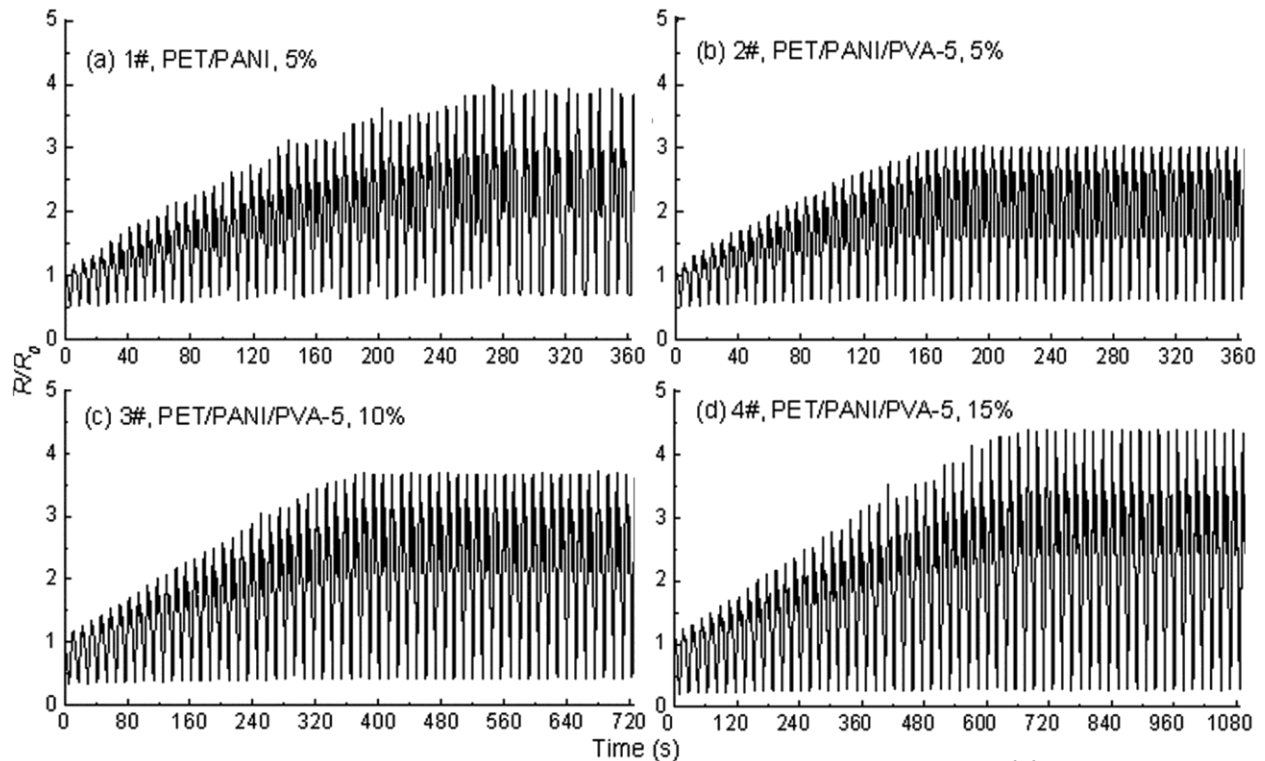 (a) 1#, PET/PANI, 5%
5
4
3
2
1
0
0 40 80 120 160 200 240 280 320 360
(b) 2#, PET/PANI/PVA-5, 5%
5
4
3
2
1
0
0 40 80 120 160 200 240 280 320 360
R/R0
(c) 3#, PET/PANI/PVA-5, 10%
5
4
3
2
1
0
0 80 160 240 320 400 480 560 640 720
(d) 4#, PET/PANI/PVA-5, 15%
5
4
3
2
1
0
0 120 240 360 480 600 720 840 960 1080
Time (s)